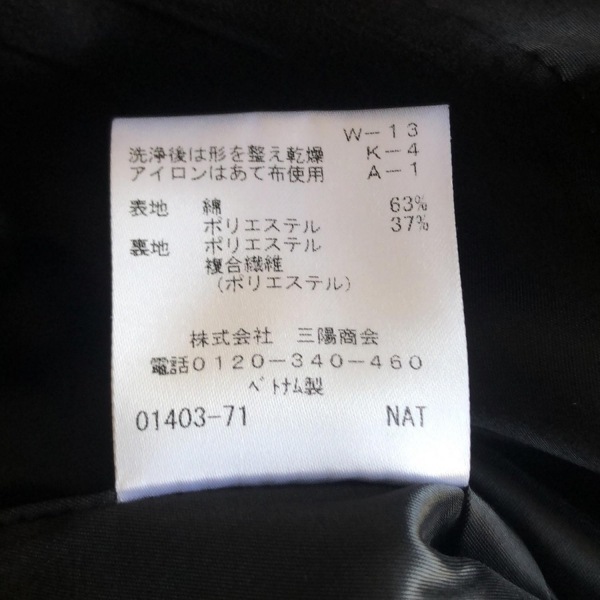 W-13
洗浄後は形を整え乾燥 K-4
アイロンはあて布使用 A-1
表地 綿 63%
ポリエステル 37%
裏地 ポリエステル
複合繊維
(ポリエステル)
株式会社 三陽商会
電話0120-340-460
ﾍﾞﾄﾅﾑ製
01403-71 NAT